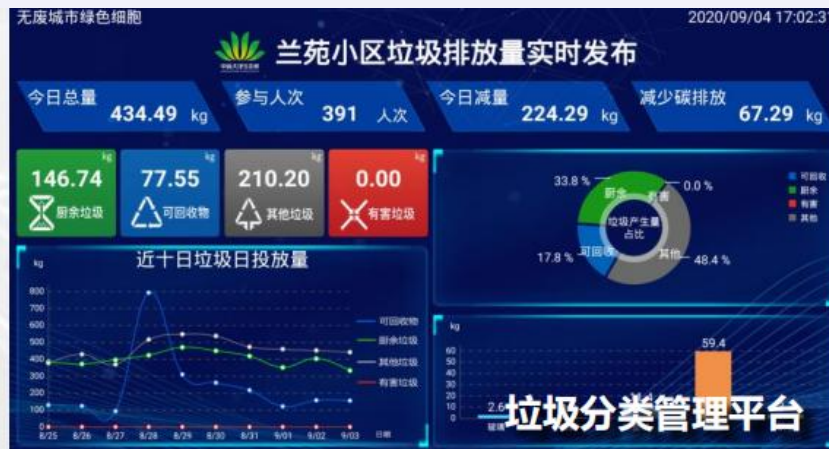 无废城市绿色细胞
2020/09/04 17:02:3
兰苑小区垃圾排放量实时发布
今日总量
434.49 kg
参与人次
391 人次
今日减量
224.29 kg
减少碳排放
67.29 kg
kg
146.74
厨余垃圾
kg
77.55
可回收物
kg
210.20
其他垃圾
kg
0.00
有害垃圾
33.8 %
厨余
有害
0.0 %
垃圾产生量
占比
17.8 %
可回收
其他
48.4 %
可回收
厨余
有害
其他
近十日垃圾日投放量
kg
800
700
600
500
400
300
200
100
0
8/25 8/26 8/27 8/28 8/29 8/30 8/31 9/01 9/02 9/03 日期
可回收物
厨余垃圾
其他垃圾
有害垃圾
kg
60
50
40
30
20
10
0
2.6
玻璃
59.4
垃圾分类管理平台